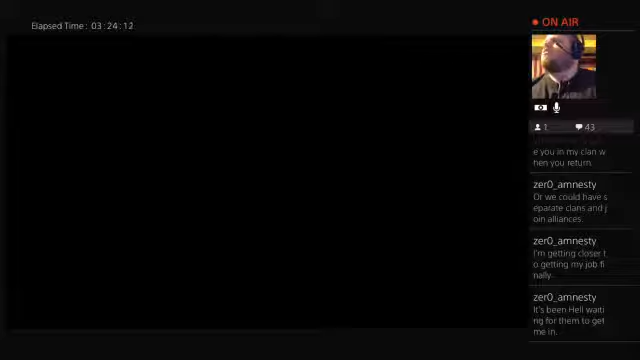 Elapsed Time : 03:24:12
ON AIR
1 43
e you in my clan w
hen you return.
zer0_amnesty
Or we could have s
eparate clans and j
oin alliances.
zer0_amnesty
I'm getting closer t
o getting my job fi
nally.
zer0_amnesty
It's been Hell waiti
ng for them to get
me in.